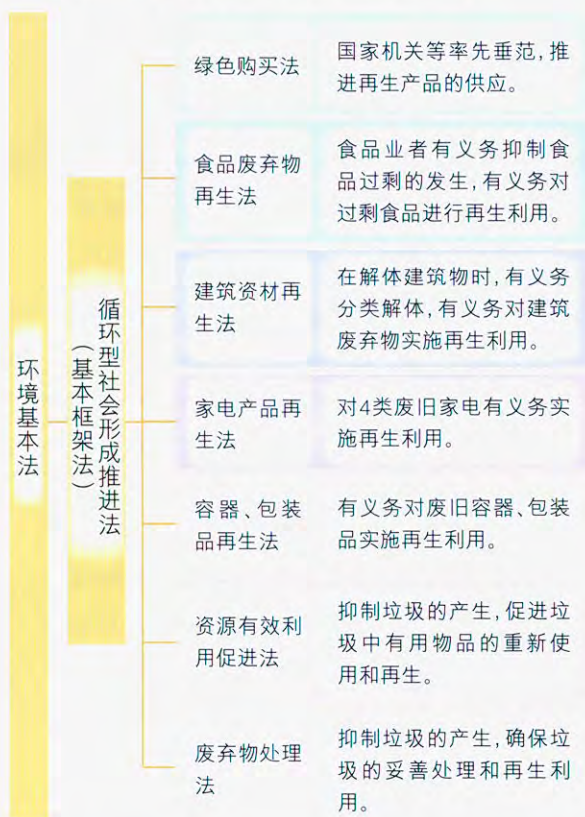 环境基本法
循环型社会形成推进法
(基本框架法)
绿色购买法
国家机关等率先垂范,推
进再生产品的供应。
食品废弃物
再生法
食品业者有义务抑制食
品过剩的发生,有义务对
过剩食品进行再生利用。
建筑资材再
生法
在解体建筑物时,有义务
分类解体,有义务对建筑
废弃物实施再生利用。
家电产品再
生法
对4类废旧家电有义务实
施再生利用。
容器、包装
品再生法
有义务对废旧容器、包装
品实施再生利用。
资源有效利
用促进法
抑制垃圾的产生,促进垃
圾中有用物品的重新使
用和再生。
废弃物处理
法
抑制垃圾的产生,确保垃
圾的妥善处理和再生利
用。